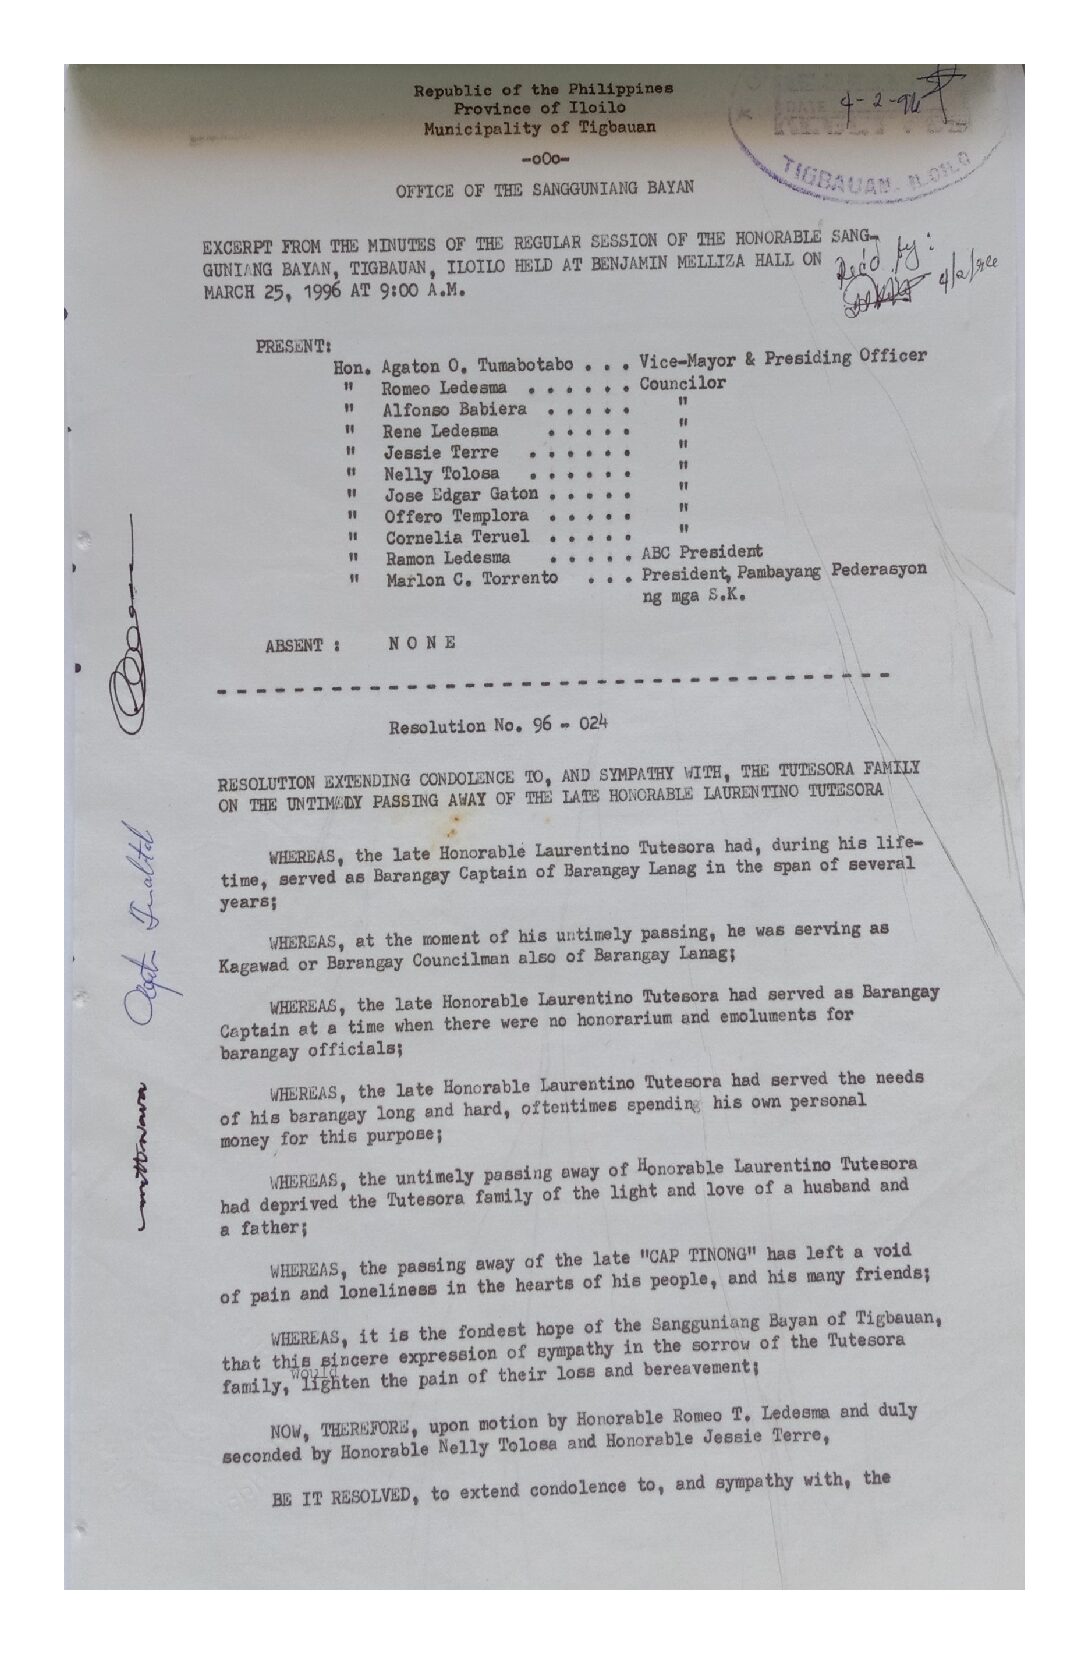 Republic of the Philippines
Province of Iloilo
Municipality of Tigbauan
-oOo-
OFFICE OF THE SANGGUNIANG BAYAN
4-2-96
TIGBAUAN, ILOILO
EXCERPT FROM THE MINUTES OF THE REGULAR SESSION OF THE HONORABLE SANG-
GUNIANG BAYAN, TIGBAUAN, ILOILO HELD AT BENJAMIN MELLIZA HALL ON
MARCH 25, 1996 AT 9:00 A.M.
Rec'd by:
4/2/96
PRESENT:
Hon. Agaton O. Tumabotabo . . . Vice-Mayor & Presiding Officer
" Romeo Ledesma . . . . . . Councilor
" Alfonso Babiera . . . . . "
" Rene Ledesma . . . . . "
" Jessie Terre . . . . . . "
" Nelly Tolosa . . . . . . "
" Jose Edgar Gaton . . . . . "
" Offero Templora . . . . . "
" Cornelia Teruel . . . . . "
" Ramon Ledesma . . . . . ABC President
" Marlon C. Torrento . . . President, Pambayang Pederasyon
ng mga S.K.
ABSENT : N O N E
- - - - - - - - - - - - - - - - - - - - - - - - - - - - - - - - - - - - -
Resolution No. 96 - 024
RESOLUTION EXTENDING CONDOLENCE TO, AND SYMPATHY WITH, THE TUTESORA FAMILY
ON THE UNTIMEDY PASSING AWAY OF THE LATE HONORABLE LAURENTINO TUTESORA
WHEREAS, the late Honorable Laurentino Tutesora had, during his life-
time, served as Barangay Captain of Barangay Lanag in the span of several
years;
WHEREAS, at the moment of his untimely passing, he was serving as
Kagawad or Barangay Councilman also of Barangay Lanag;
WHEREAS, the late Honorable Laurentino Tutesora had served as Barangay
Captain at a time when there were no honorarium and emoluments for
barangay officials;
WHEREAS, the late Honorable Laurentino Tutesora had served the needs
of his barangay long and hard, oftentimes spending his own personal
money for this purpose;
WHEREAS, the untimely passing away of Honorable Laurentino Tutesora
had deprived the Tutesora family of the light and love of a husband and
a father;
WHEREAS, the passing away of the late "CAP TINONG" has left a void
of pain and loneliness in the hearts of his people, and his many friends;
WHEREAS, it is the fondest hope of the Sangguniang Bayan of Tigbauan,
that this sincere expression of sympathy in the sorrow of the Tutesora
family, would lighten the pain of their loss and bereavement;
NOW, THEREFORE, upon motion by Honorable Romeo T. Ledesma and duly
seconded by Honorable Nelly Tolosa and Honorable Jessie Terre,
BE IT RESOLVED, to extend condolence to, and sympathy with, the